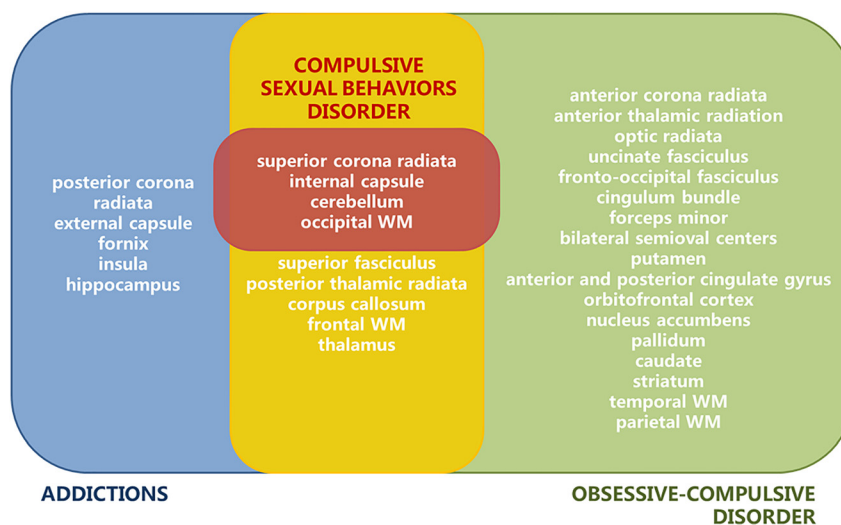 COMPULSIVE
SEXUAL BEHAVIORS
DISORDER
superior corona radiata
internal capsule
cerebellum
occipital WM
superior fasciculus
posterior thalamic radiata
corpus callosum
frontal WM
thalamus
posterior corona
radiata
external capsule
fornix
insula
hippocampus
anterior corona radiata
anterior thalamic radiation
optic radiata
uncinate fasciculus
fronto-occipital fasciculus
cingulum bundle
forceps minor
bilateral semioval centers
putamen
anterior and posterior cingulate gyrus
orbitofrontal cortex
nucleus accumbens
pallidum
caudate
striatum
temporal WM
parietal WM
ADDICTIONS
OBSESSIVE-COMPULSIVE
DISORDER